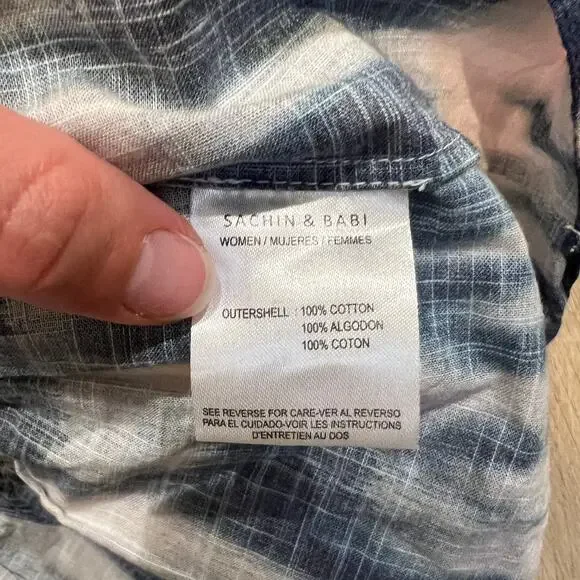 SACHIN & BABI
WOMEN / MUJERES / FEMMES
OUTERSHELL : 100% COTTON
100% ALGODON
100% COTON
SEE REVERSE FOR CARE-VER AL REVERSO
PARA EL CUIDADO-VOIR LES INSTRUCTIONS
D'ENTRETIEN AU DOS